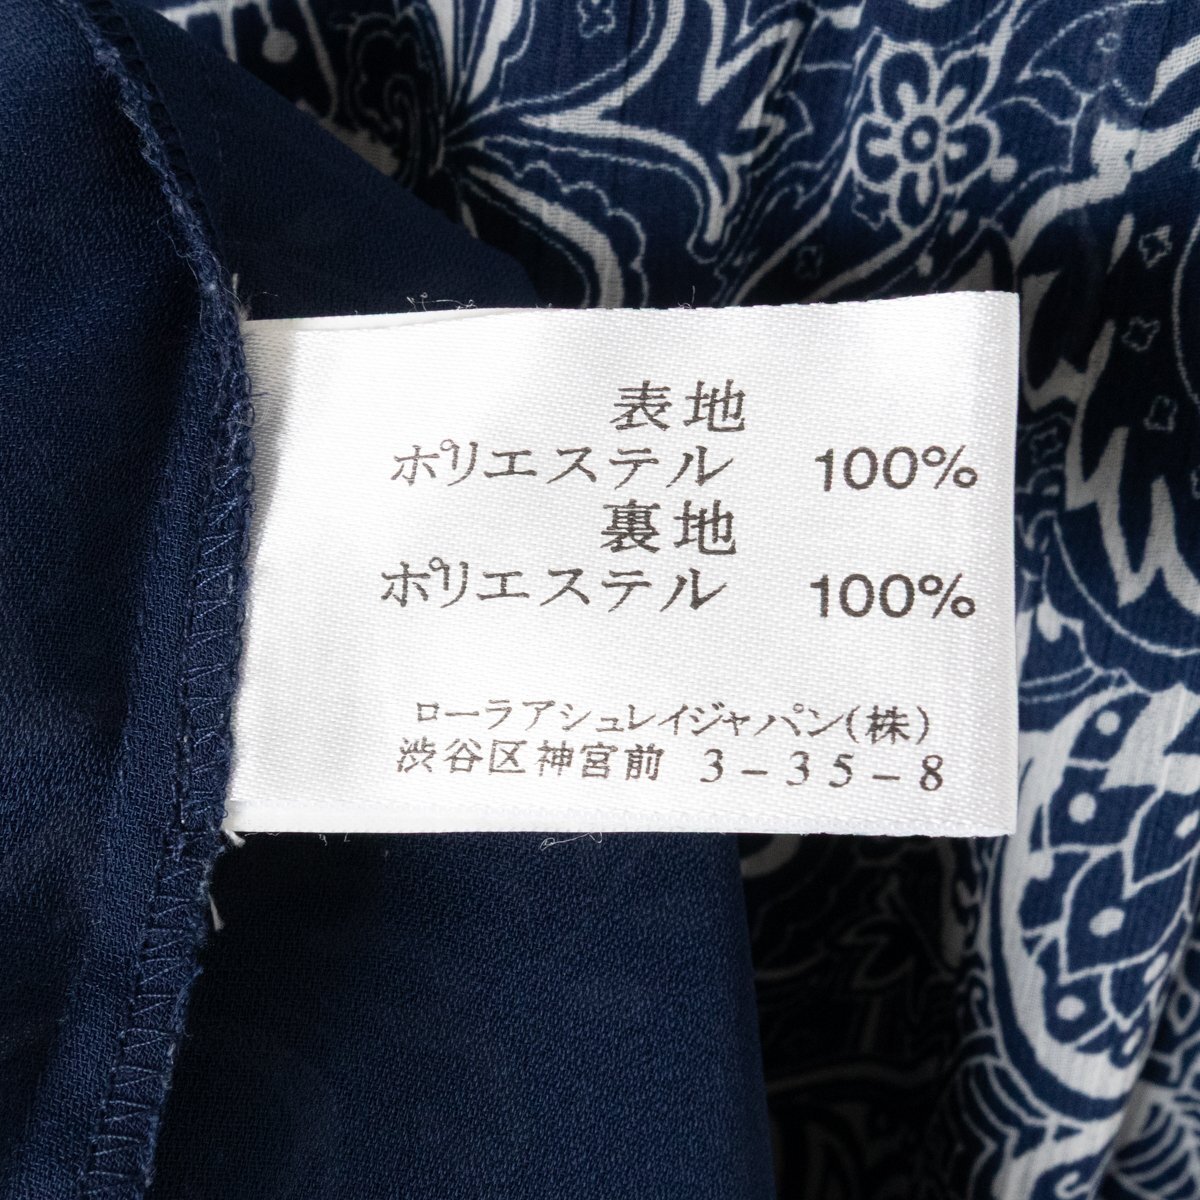 表地
ポリエステル 100%
裏地
ポリエステル 100%
ローラアシュレイジャパン(株)
渋谷区神宮前 3-35-8